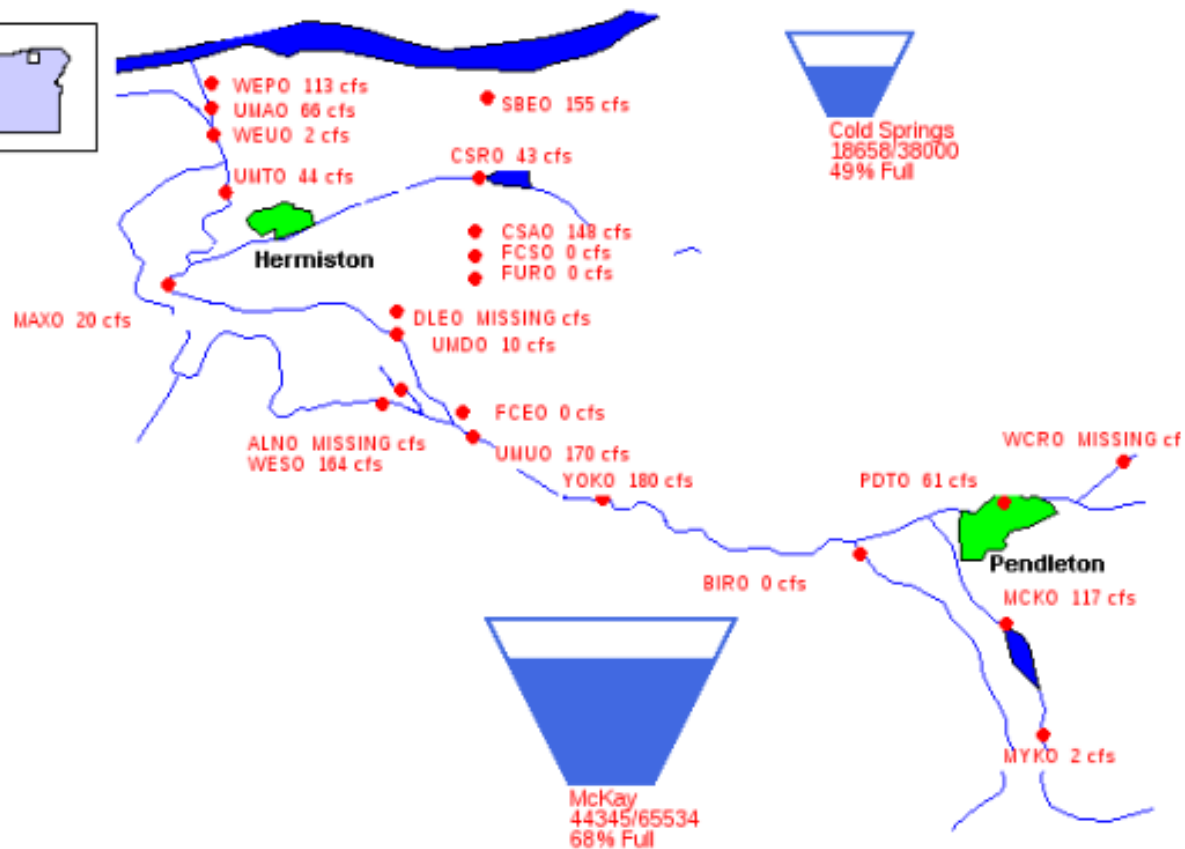 WEPO 113 cfs
SBEO 155 cfs
UMAO 66 cfs
WEUO 2 cfs
Cold Springs
18658/38000
49% Full
CSRO 43 cfs
UMTO 44 cfs
CSAO 148 cfs
FCSO 0 cfs
Hermiston
FURO 0 cfs
MAXO 20 cfs
DLEO MISSING cfs
UMDO 10 cfs
FCEO 0 cfs
ALNO MISSING cfs
WESO 164 cfs
UMUO 170 cfs
WCRO MISSING cf
YOKO 180 cfs
PDTO 61 cfs
Pendleton
BIRO 0 cfs
MCKO 117 cfs
MYKO 2 cfs
McKay
44345/65534
68% Full